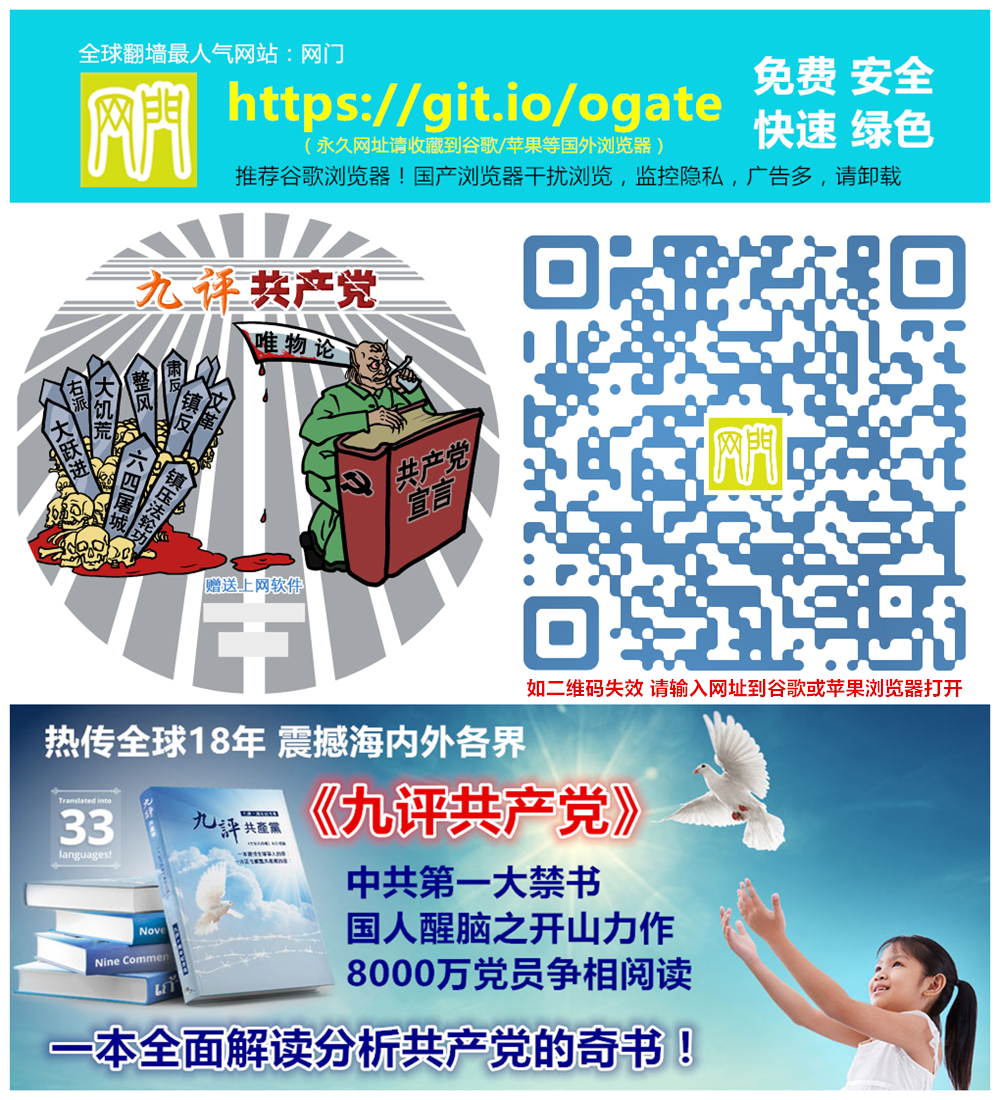 全球翻墙最人气网站：网门
网門
https://git.io/ogate
（永久网址请收藏到谷歌/苹果等国外浏览器）
推荐谷歌浏览器！国产浏览器干扰浏览，监控隐私，广告多，请卸载
免费 安全
快速 绿色
九评共产党
唯物论
右派
大饥荒
整风
肃反
镇反
文革
大跃进
六四屠城
镇压法轮功
共产党
宣言
赠送上网软件
网門
如二维码失效 请输入网址到谷歌或苹果浏览器打开
热传全球18年 震撼海内外各界
《九评共产党》
Translated into
33
languages!
九評
共產黨
九評 共產黨
Nove
Nine Commen
中共第一大禁书
国人醒脑之开山力作
8000万党员争相阅读
一本全面解读分析共产党的奇书！